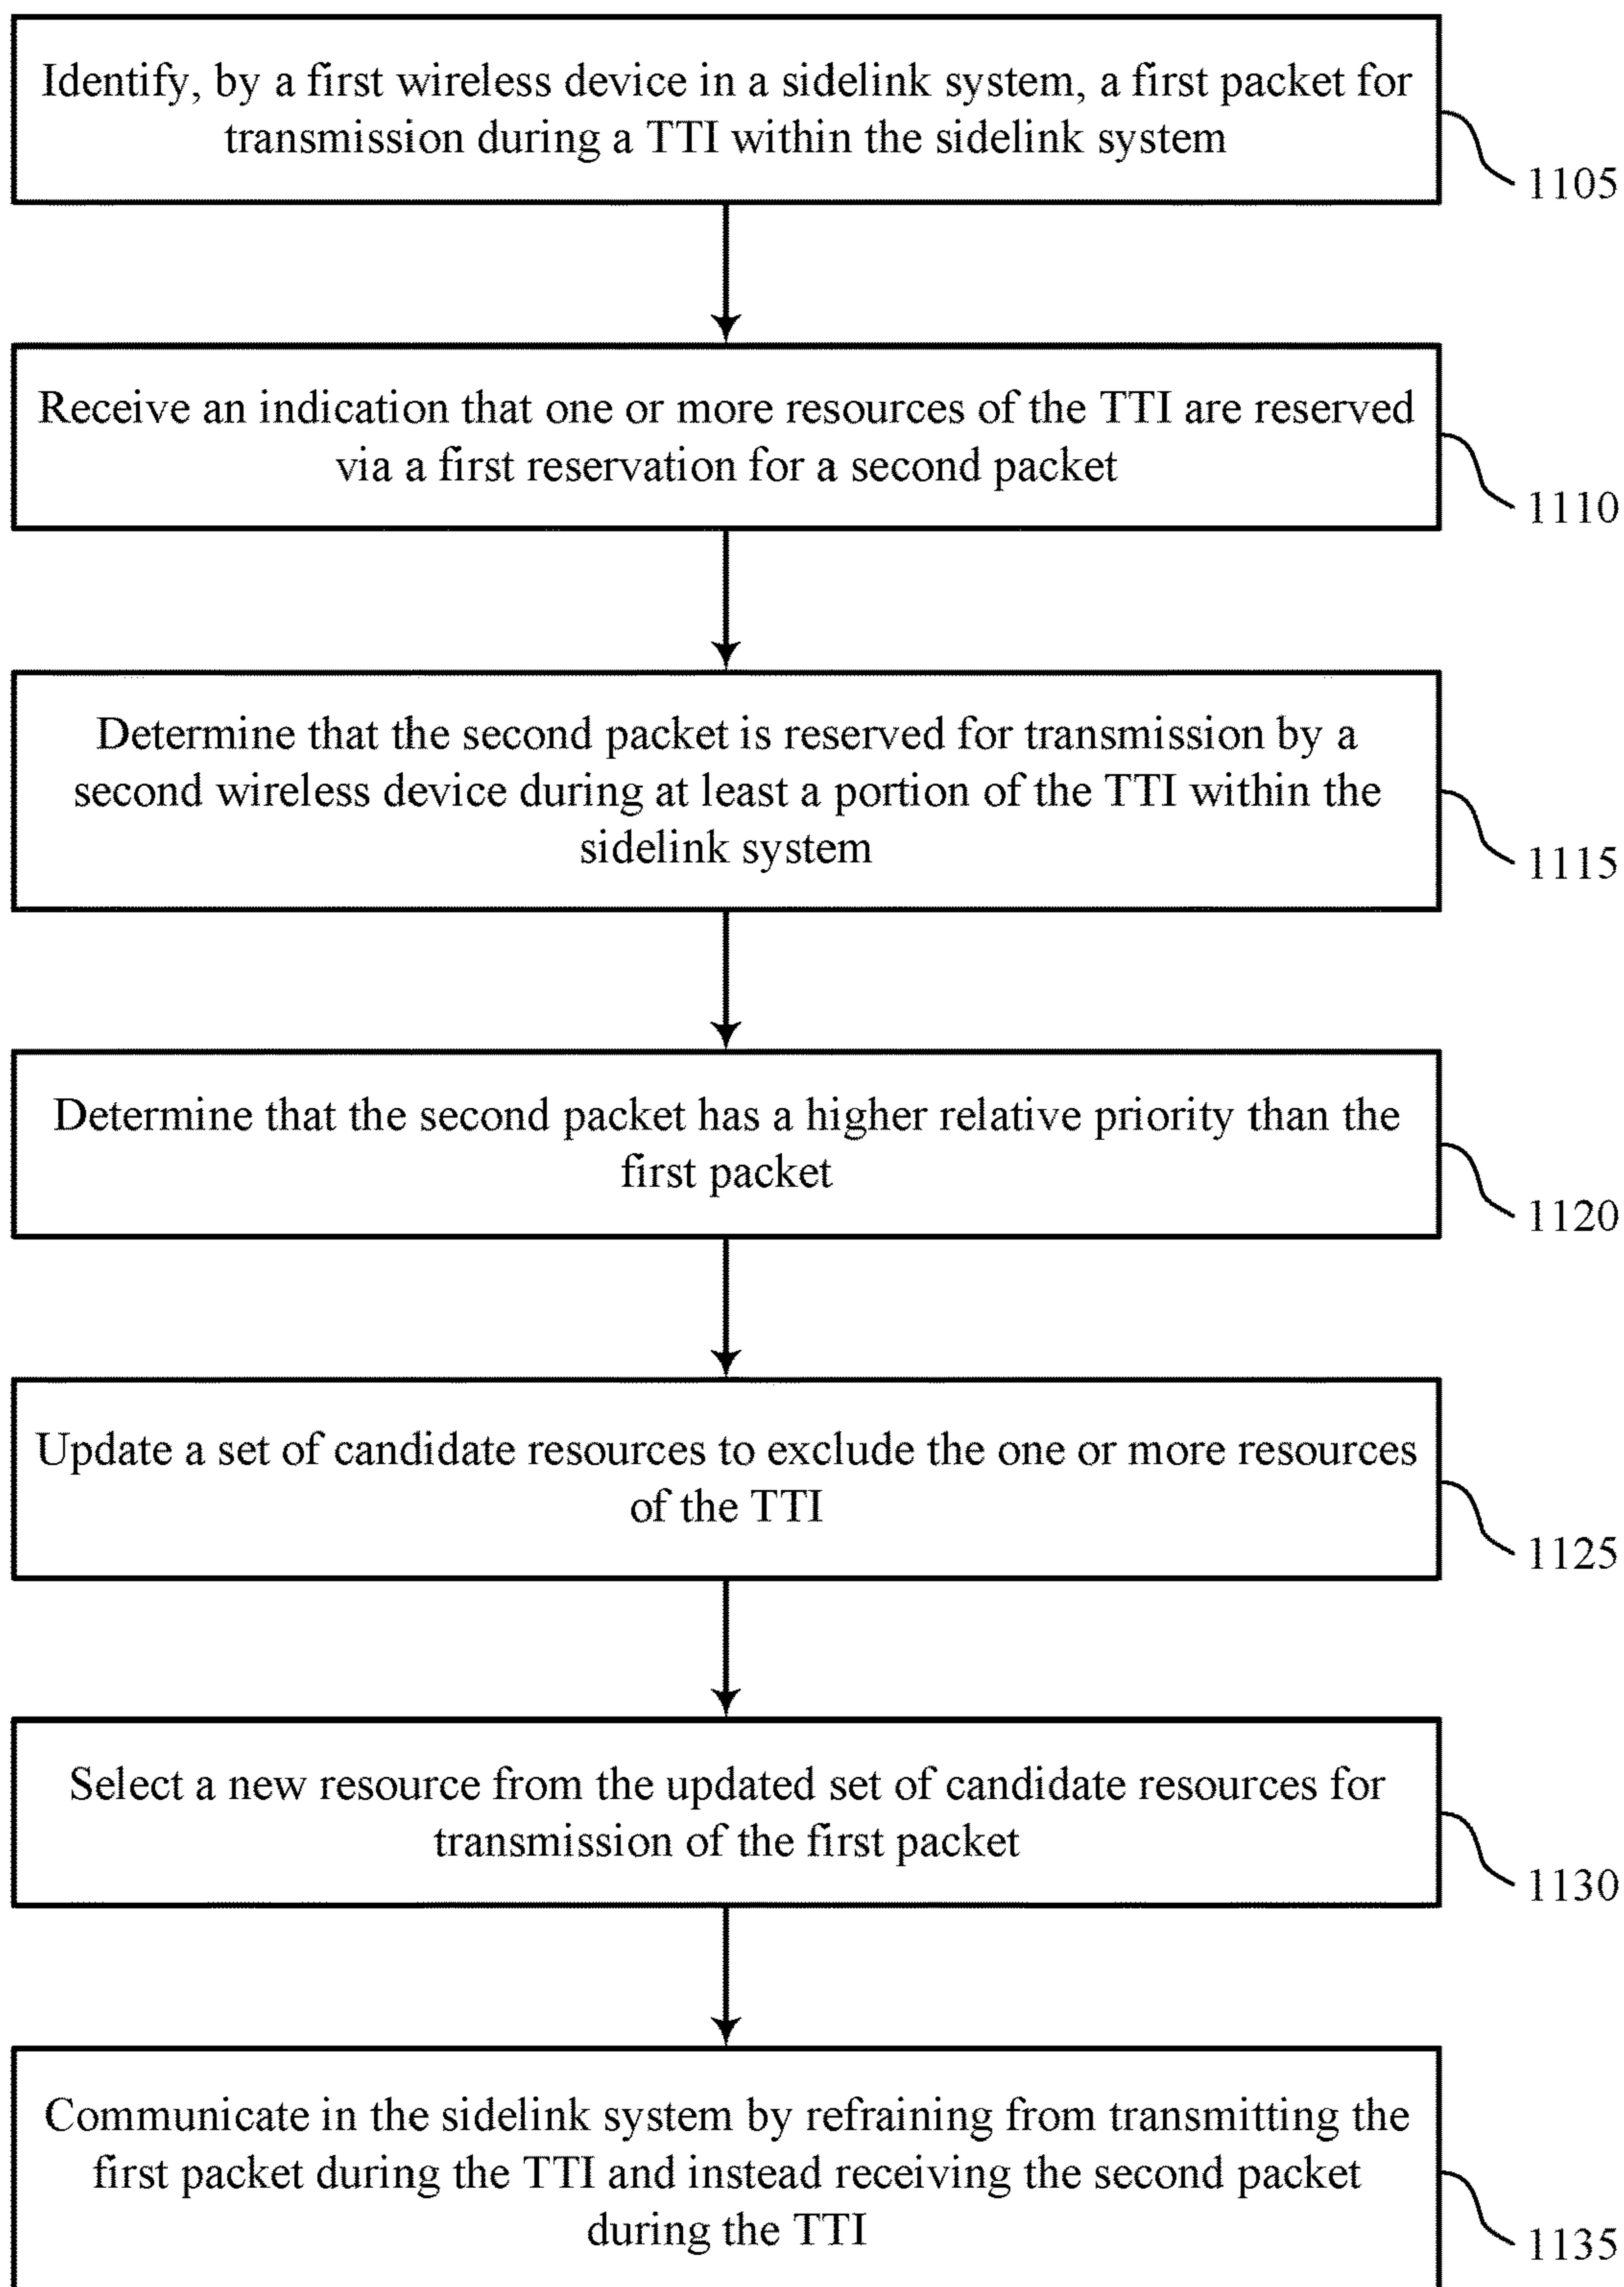 Identify, by a first wireless device in a sidelink system, a first packet for
transmission during a TTI within the sidelink system
1105
Receive an indication that one or more resources of the TTI are reserved
via a first reservation for a second packet
1110
Determine that the second packet is reserved for transmission by a
second wireless device during at least a portion of the TTI within the
sidelink system
1115
Determine that the second packet has a higher relative priority than the
first packet
1120
Update a set of candidate resources to exclude the one or more resources
of the TTI
1125
Select a new resource from the updated set of candidate resources for
transmission of the first packet
1130
Communicate in the sidelink system by refraining from transmitting the
first packet during the TTI and instead receiving the second packet
during the TTI
1135